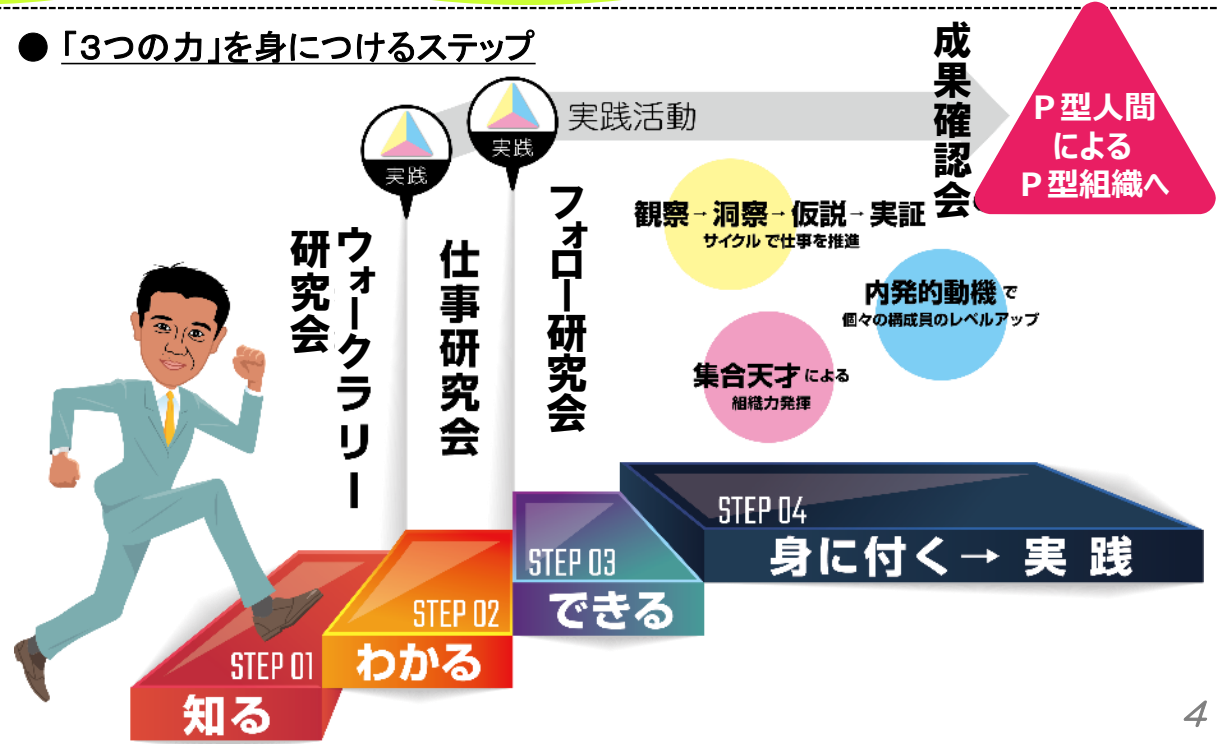 ● 「３つの力」を身につけるステップ
実践
実践
実践活動
成果確認会
Ｐ型人間
による
Ｐ型組織へ
ウォークラリー
研究会
仕事研究会
フォロー研究会
観察→洞察→仮説→実証
サイクルで仕事を推進
内発的動機で
個々の構成員のレベルアップ
集合天才による
組織力発揮
STEP 01
知る
STEP 02
わかる
STEP 03
できる
STEP 04
身に付く→ 実 践
4